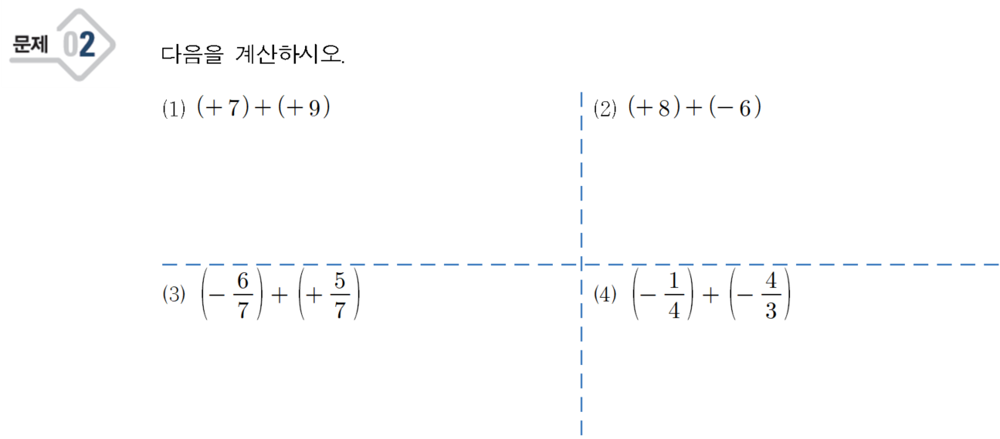 문제 02
다음을 계산하시오.
(1) (+7)+(+9)
(2) (+8)+(-6)
(3) (-6/7)+(+5/7)
(4) (-1/4)+(-4/3)